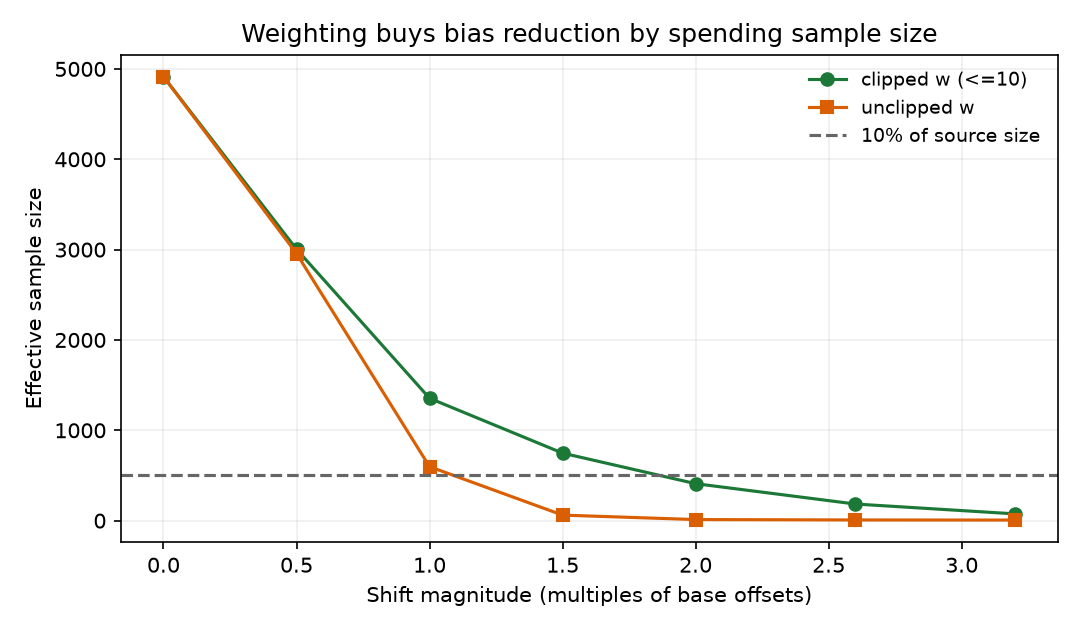 Weighting buys bias reduction by spending sample size
clipped w (<=10)
unclipped w
10% of source size
Effective sample size
5000
4000
3000
2000
1000
0
0.0 0.5 1.0 1.5 2.0 2.5 3.0
Shift magnitude (multiples of base offsets)